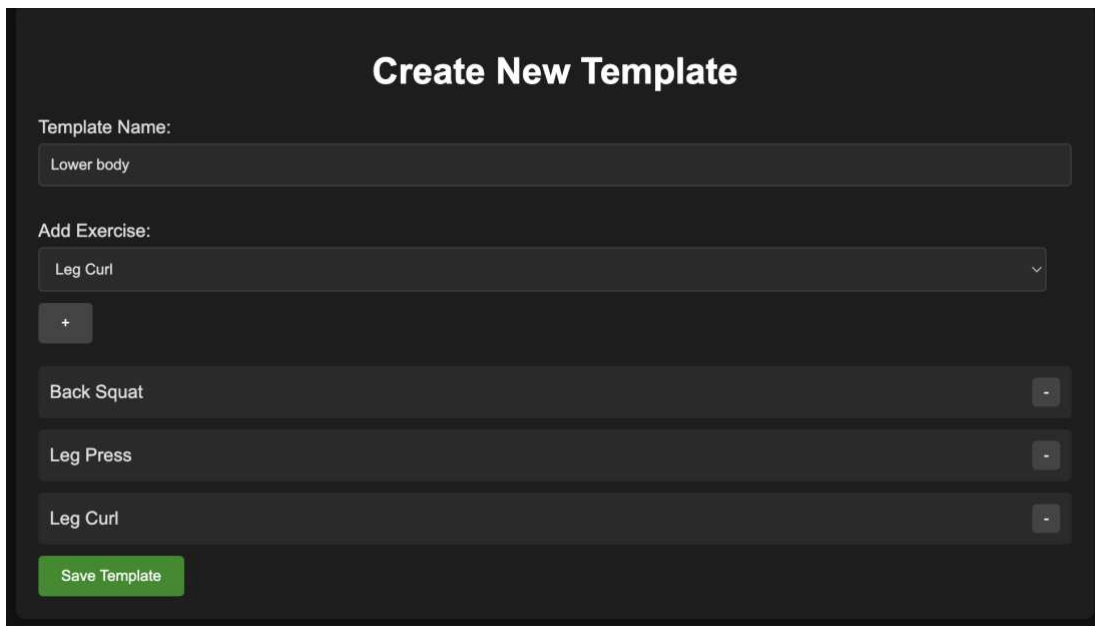 Create New Template
Template Name:
Lower body
Add Exercise:
Leg Curl
+
Back Squat -
Leg Press -
Leg Curl -
Save Template